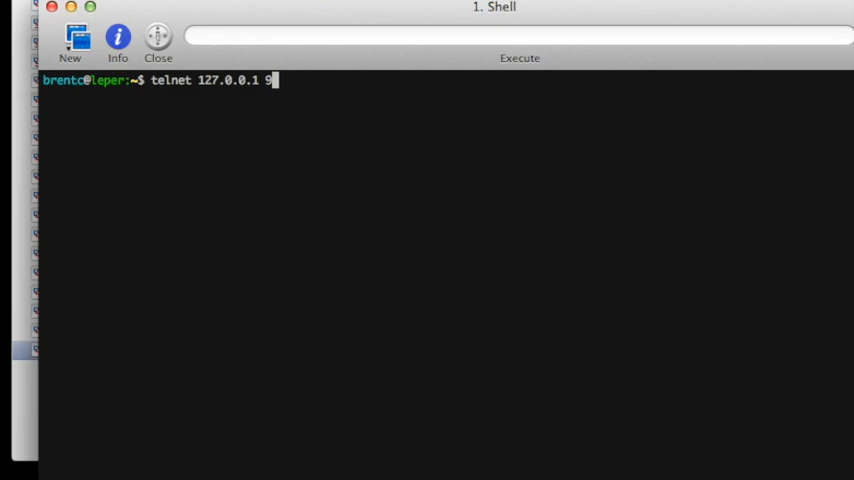 1. Shell
New Info Close Execute
brentc@leper:~$ telnet 127.0.0.1 9